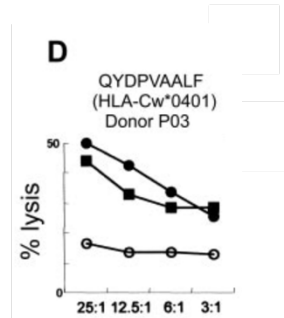 D
QYDPVAALF
(HLA-Cw*0401)
Donor P03
50
% lysis
0
25:1 12.5:1 6:1 3:1